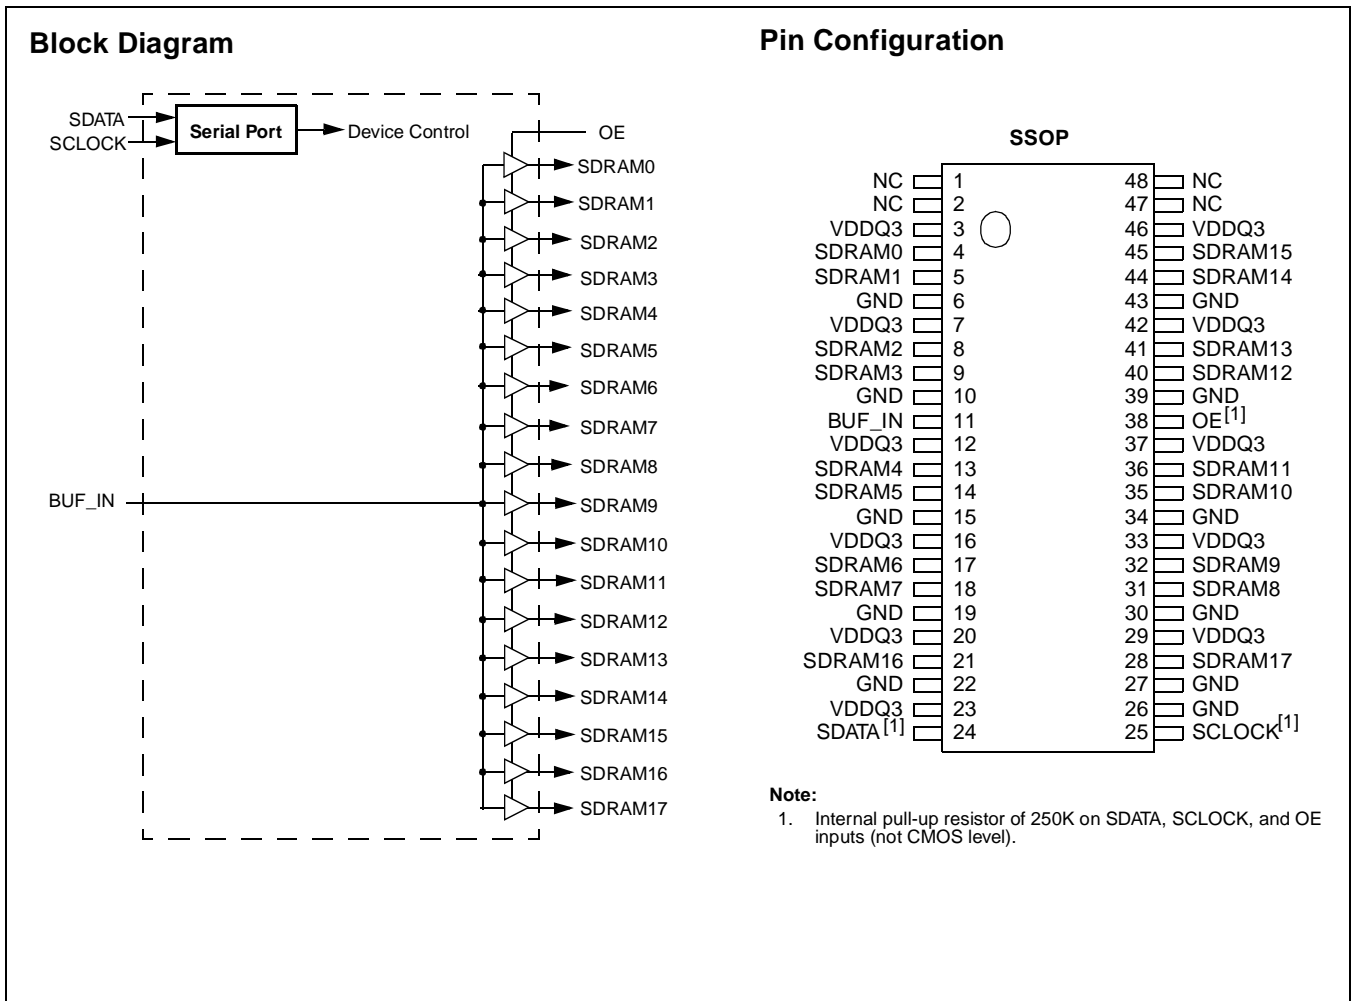 Block Diagram
SDATA
SCLOCK
Serial Port
Device Control
OE
SDRAM0
SDRAM1
SDRAM2
SDRAM3
SDRAM4
SDRAM5
SDRAM6
SDRAM7
SDRAM8
BUF_IN
SDRAM9
SDRAM10
SDRAM11
SDRAM12
SDRAM13
SDRAM14
SDRAM15
SDRAM16
SDRAM17
Pin Configuration
SSOP
NC 1 48 NC
NC 2 47 NC
VDDQ3 3 46 VDDQ3
SDRAM0 4 45 SDRAM15
SDRAM1 5 44 SDRAM14
GND 6 43 GND
VDDQ3 7 42 VDDQ3
SDRAM2 8 41 SDRAM13
SDRAM3 9 40 SDRAM12
GND 10 39 GND
BUF_IN 11 38 OE[1]
VDDQ3 12 37 VDDQ3
SDRAM4 13 36 SDRAM11
SDRAM5 14 35 SDRAM10
GND 15 34 GND
VDDQ3 16 33 VDDQ3
SDRAM6 17 32 SDRAM9
SDRAM7 18 31 SDRAM8
GND 19 30 GND
VDDQ3 20 29 VDDQ3
SDRAM16 21 28 SDRAM17
GND 22 27 GND
VDDQ3 23 26 GND
SDATA[1] 24 25 SCLOCK[1]
Note:
1. Internal pull-up resistor of 250K on SDATA, SCLOCK, and OE
inputs (not CMOS level).